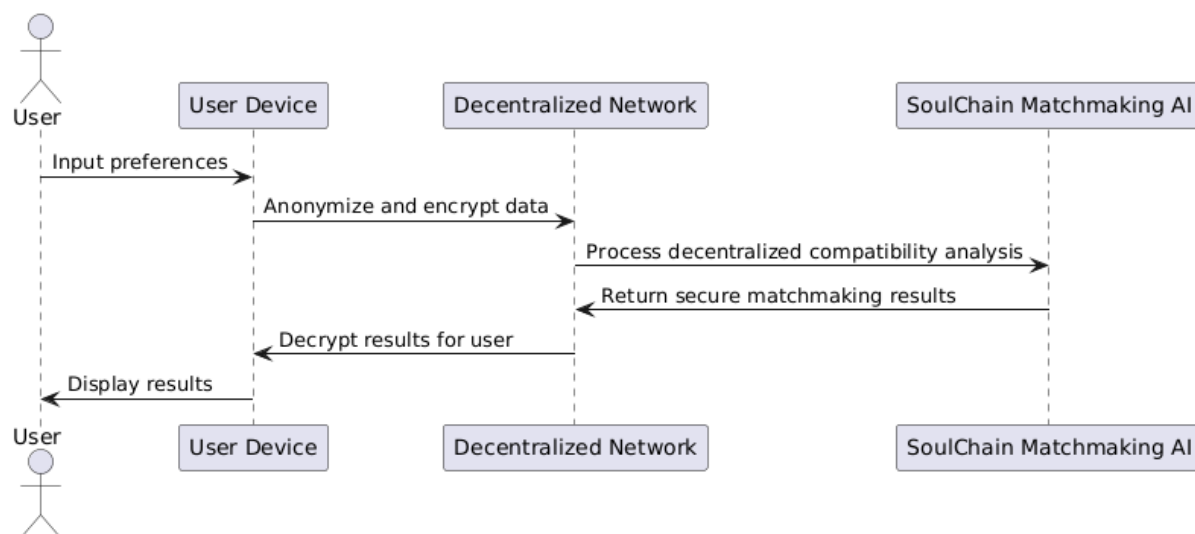 User
User Device
Decentralized Network
SoulChain Matchmaking AI
Input preferences
Anonymize and encrypt data
Process decentralized compatibility analysis
Return secure matchmaking results
Decrypt results for user
Display results
User
User Device
Decentralized Network
SoulChain Matchmaking AI